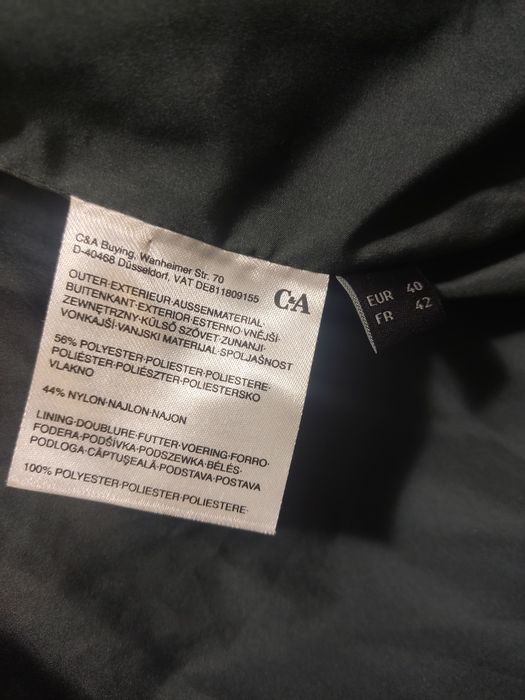 C&A Buying, Wanheimer Str. 70
D-40468 Düsseldorf, VAT DE811809155
C&A
OUTER·EXTERIEUR·AUSSENMATERIAL·
BUITENKANT·EXTERIOR·ESTERNO·VNĚJŠÍ·
ZEWNĘTRZNY·KÜLSŐ SZÖVET·ZUNANJI·
VONKAJŠÍ·VANJSKI MATERIJAL·SPOLJAŠNOST
56% POLYESTER·POLIESTERE·
POLIÉSTER·POLIÉSZTER·POLIESTERSKO
VLAKNO
44% NYLON·NAJLON·NAJON
LINING·DOUBLURE·FUTTER·VOERING·FORRO·
FODERA·PODŠÍVKA·PODSZEWKA·BÉLÉS·
PODLOGA·CĂPTUŞEALĂ·PODSTAVA·POSTAVA
100% POLYESTER·POLIESTER·POLIESTERE·
EUR 40
FR 42